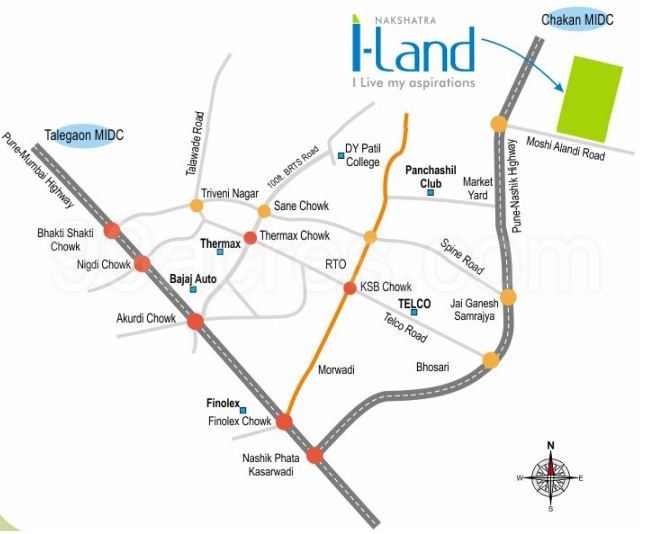 NAKSHATRA
i-Land
I Live my aspirations
Chakan MIDC
Talegaon MIDC
Pune-Mumbai Highway
Talawade Road
100ft. BRTS Road
DY Patil
College
Moshi Alandi Road
Pune-Nashik Highway
Panchashil
Club
Market
Yard
Triveni Nagar
Sane Chowk
Bhakti Shakti
Chowk
Thermax
Thermax Chowk
Nigdi Chowk
RTO
Spine Road
Bajaj Auto
KSB Chowk
TELCO
Jai Ganesh
Samrajya
Akurdi Chowk
Telco Road
Bhosari
Morwadi
Finolex
Finolex Chowk
Nashik Phata
Kasarwadi
N
W
E
S
99acres.com